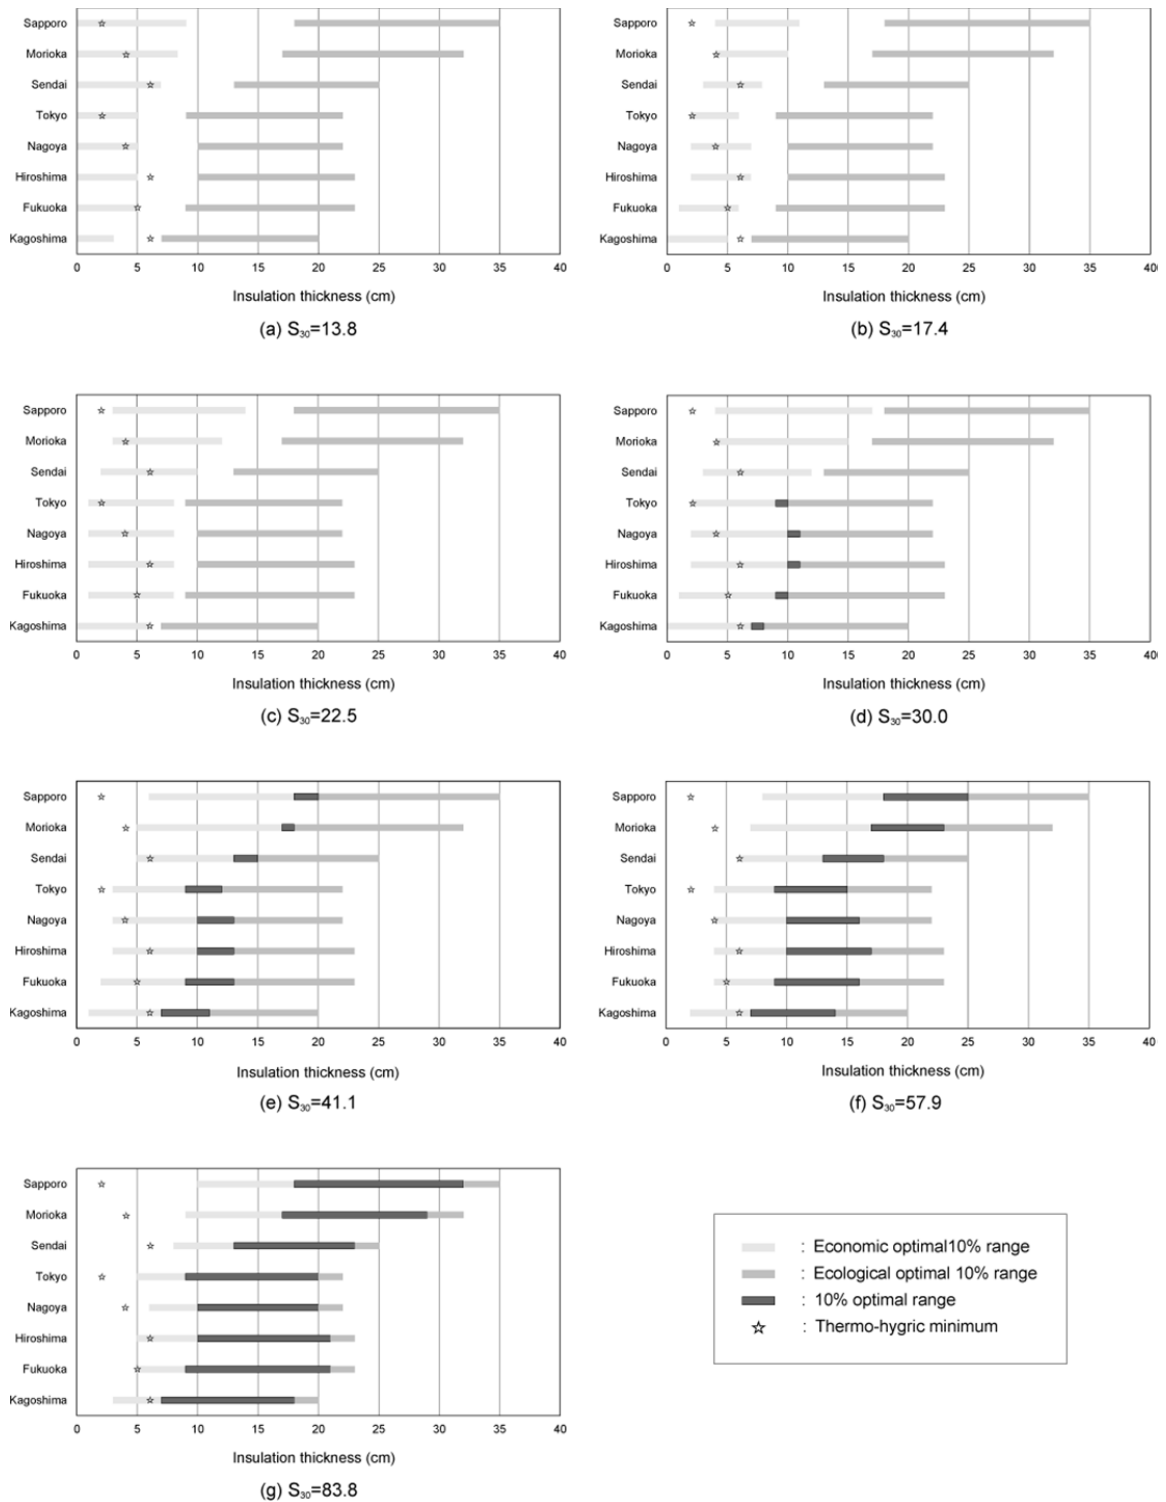 Sapporo
Morioka
Sendai
Tokyo
Nagoya
Hiroshima
Fukuoka
Kagoshima
0 5 10 15 20 25 30 35 40
Insulation thickness (cm)
(a) S30=13.8
Sapporo
Morioka
Sendai
Tokyo
Nagoya
Hiroshima
Fukuoka
Kagoshima
0 5 10 15 20 25 30 35 40
Insulation thickness (cm)
(b) S30=17.4
Sapporo
Morioka
Sendai
Tokyo
Nagoya
Hiroshima
Fukuoka
Kagoshima
0 5 10 15 20 25 30 35 40
Insulation thickness (cm)
(c) S30=22.5
Sapporo
Morioka
Sendai
Tokyo
Nagoya
Hiroshima
Fukuoka
Kagoshima
0 5 10 15 20 25 30 35 40
Insulation thickness (cm)
(d) S30=30.0
Sapporo
Morioka
Sendai
Tokyo
Nagoya
Hiroshima
Fukuoka
Kagoshima
0 5 10 15 20 25 30 35 40
Insulation thickness (cm)
(e) S30=41.1
Sapporo
Morioka
Sendai
Tokyo
Nagoya
Hiroshima
Fukuoka
Kagoshima
0 5 10 15 20 25 30 35 40
Insulation thickness (cm)
(f) S30=57.9
Sapporo
Morioka
Sendai
Tokyo
Nagoya
Hiroshima
Fukuoka
Kagoshima
0 5 10 15 20 25 30 35 40
Insulation thickness (cm)
(g) S30=83.8
: Economic optimal10% range
: Ecological optimal 10% range
: 10% optimal range
: Thermo-hygric minimum